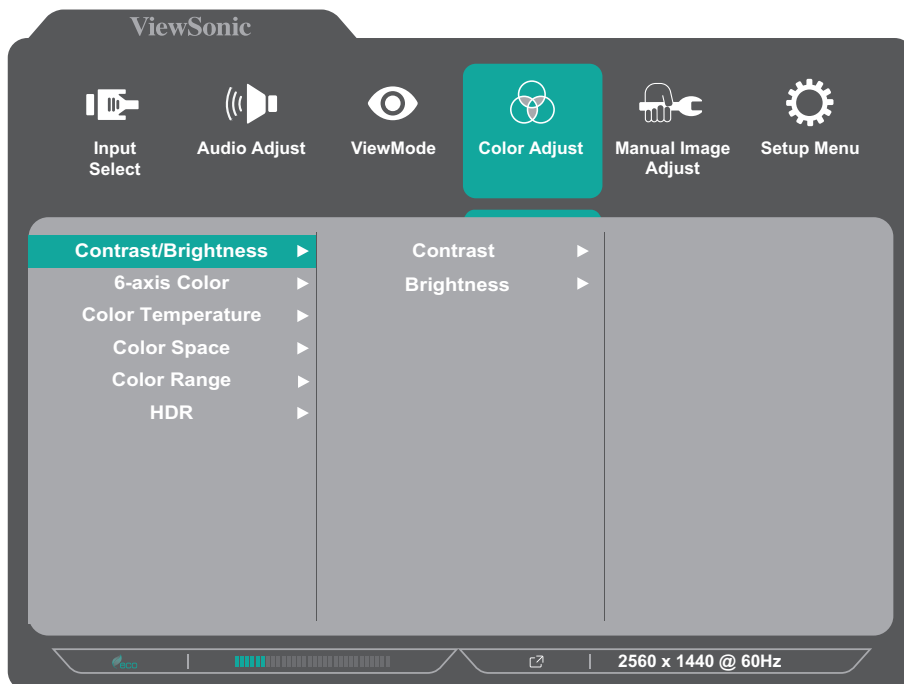 ViewSonic
Input
Select
Audio Adjust
ViewMode
Color Adjust
Manual Image
Adjust
Setup Menu
Contrast/Brightness
6-axis Color
Color Temperature
Color Space
Color Range
HDR
Contrast
Brightness
eco
2560 x 1440 @ 60Hz